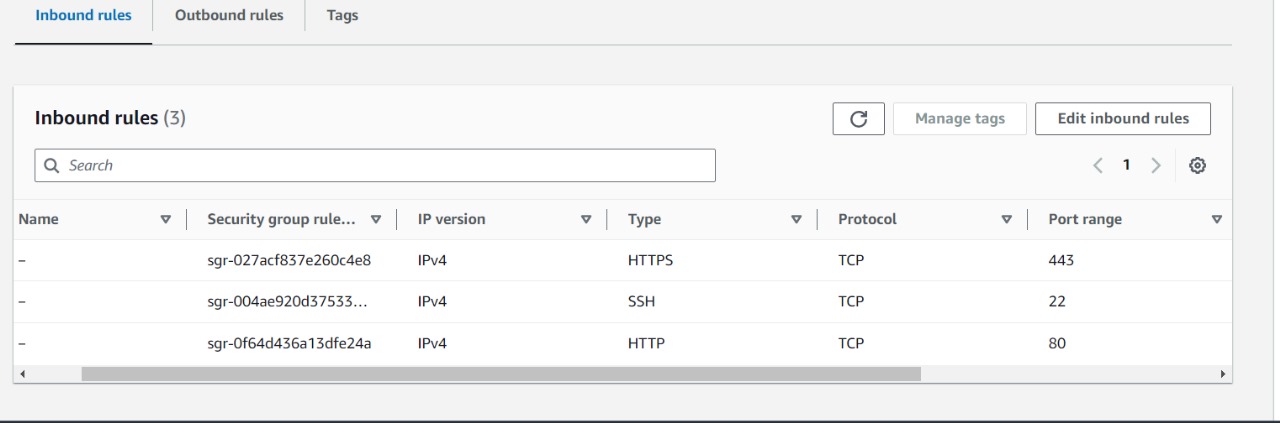 Inbound rules Outbound rules Tags
Inbound rules (3) Manage tags Edit inbound rules
Search 1
Name Security group rule... IP version Type Protocol Port range
– sgr-027acf837e260c4e8 IPv4 HTTPS TCP 443
– sgr-004ae920d37533... IPv4 SSH TCP 22
– sgr-0f64d436a13dfe24a IPv4 HTTP TCP 80